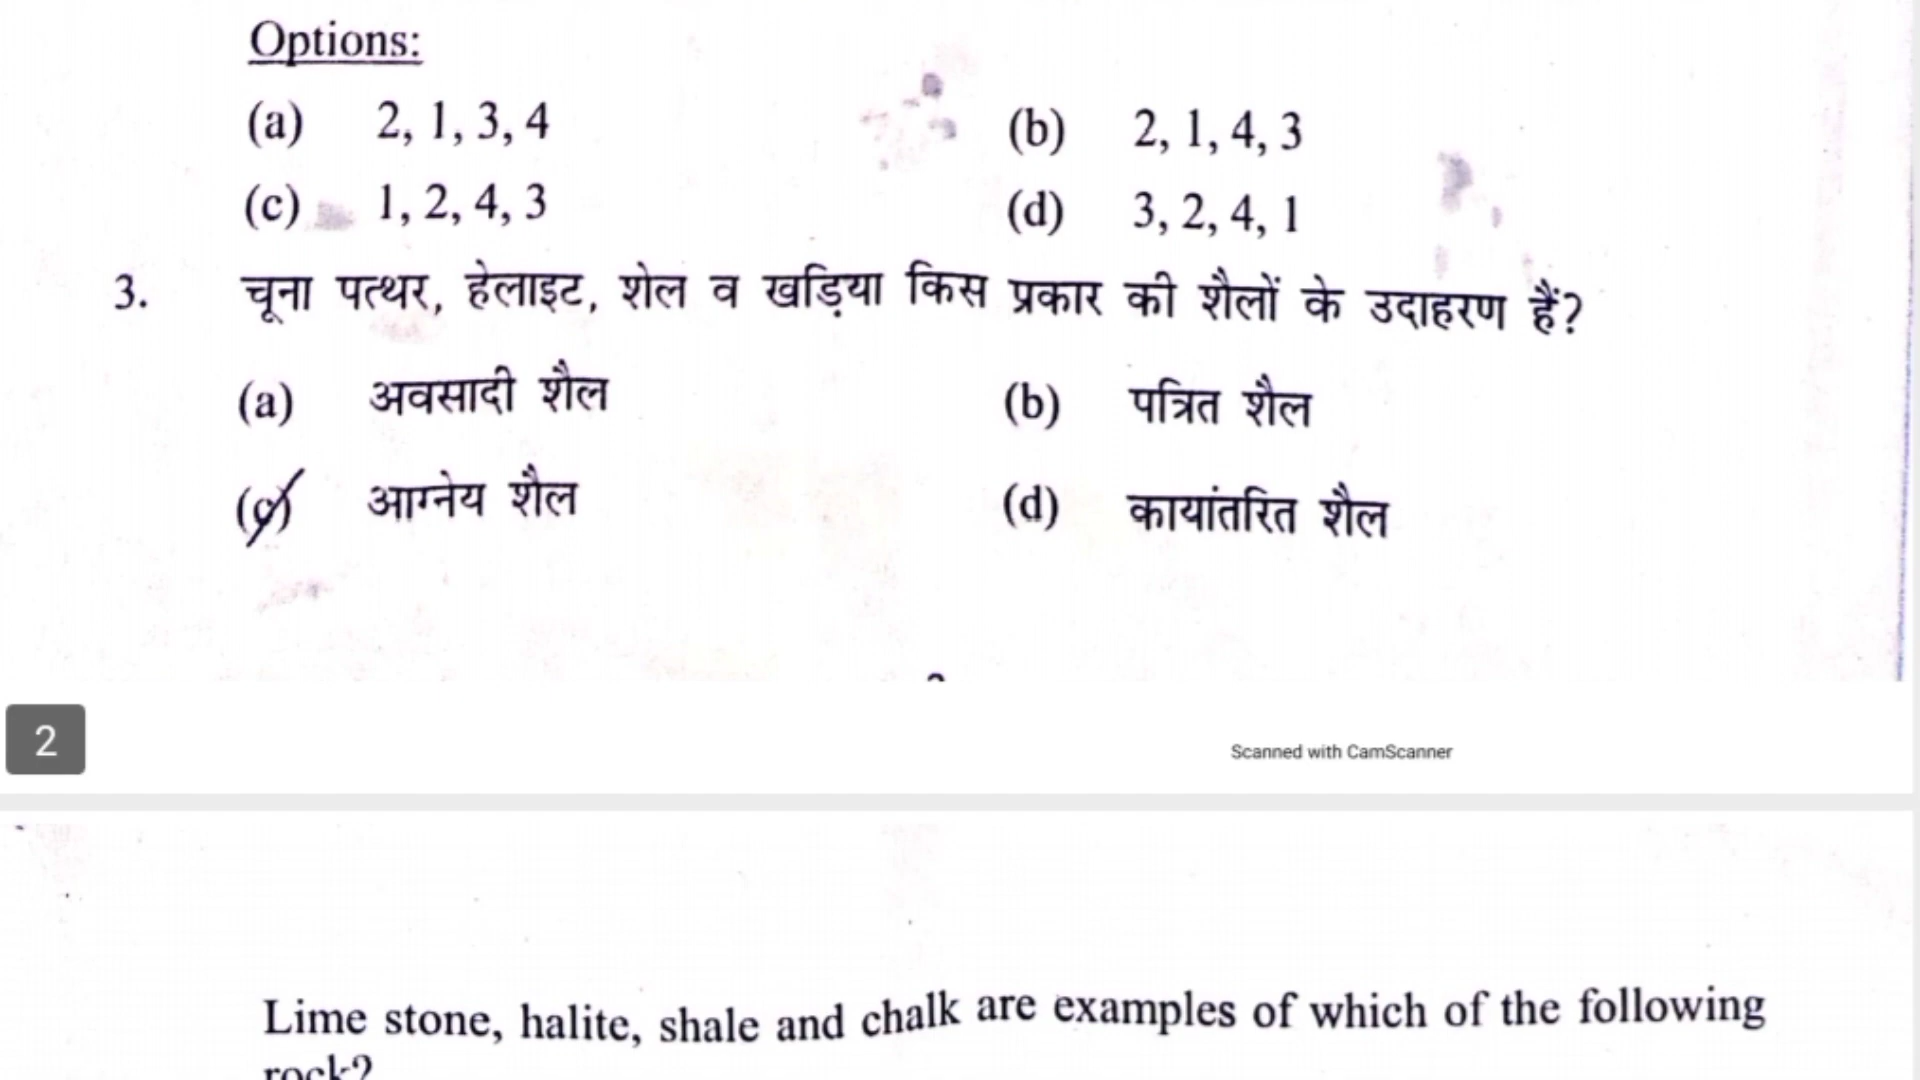 Options:
(a) 2, 1, 3, 4 (b) 2, 1, 4, 3
(c) 1, 2, 4, 3 (d) 3, 2, 4, 1
3. चूना पत्थर, हेलाइट, शेल व खड़िया किस प्रकार की शैलों के उदाहरण हैं?
(a) अवसादी शैल (b) पत्रित शैल
(c) आग्नेय शैल (d) कायांतरित शैल
2
Scanned with CamScanner
Lime stone, halite, shale and chalk are examples of which of the following
rock?